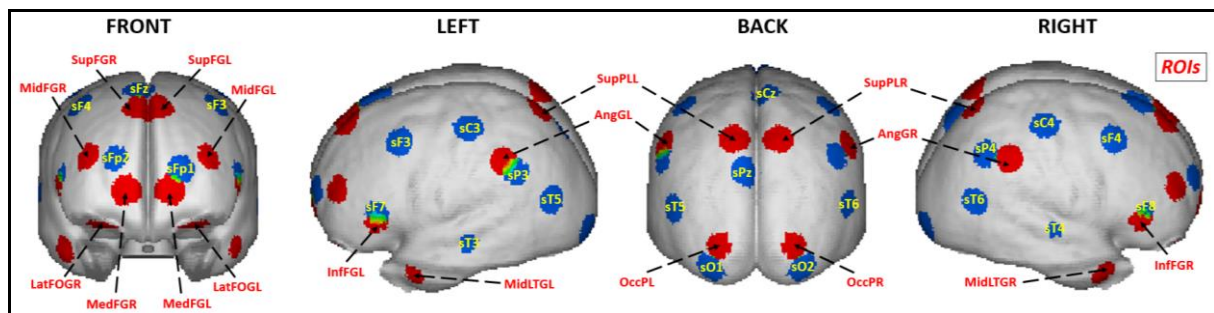 FRONT
LEFT
BACK
RIGHT
ROIs
SupFGR
SupFGL
MidFGR
MidFGL
sFz
sF4
sF3
sFp2
sFp1
LatFOGR
LatFOGL
MedFGR
MedFGL
sF3
sC3
sP3
sT5
sF7
sT3
InfFGL
MidLTGL
SupPLL
AngGL
SupPLR
AngGR
sCz
sPz
sT5
sT6
sO1
sO2
OccPL
OccPR
sC4
sF4
sP4
sT6
sT4
sF8
InfFGR
MidLTGR